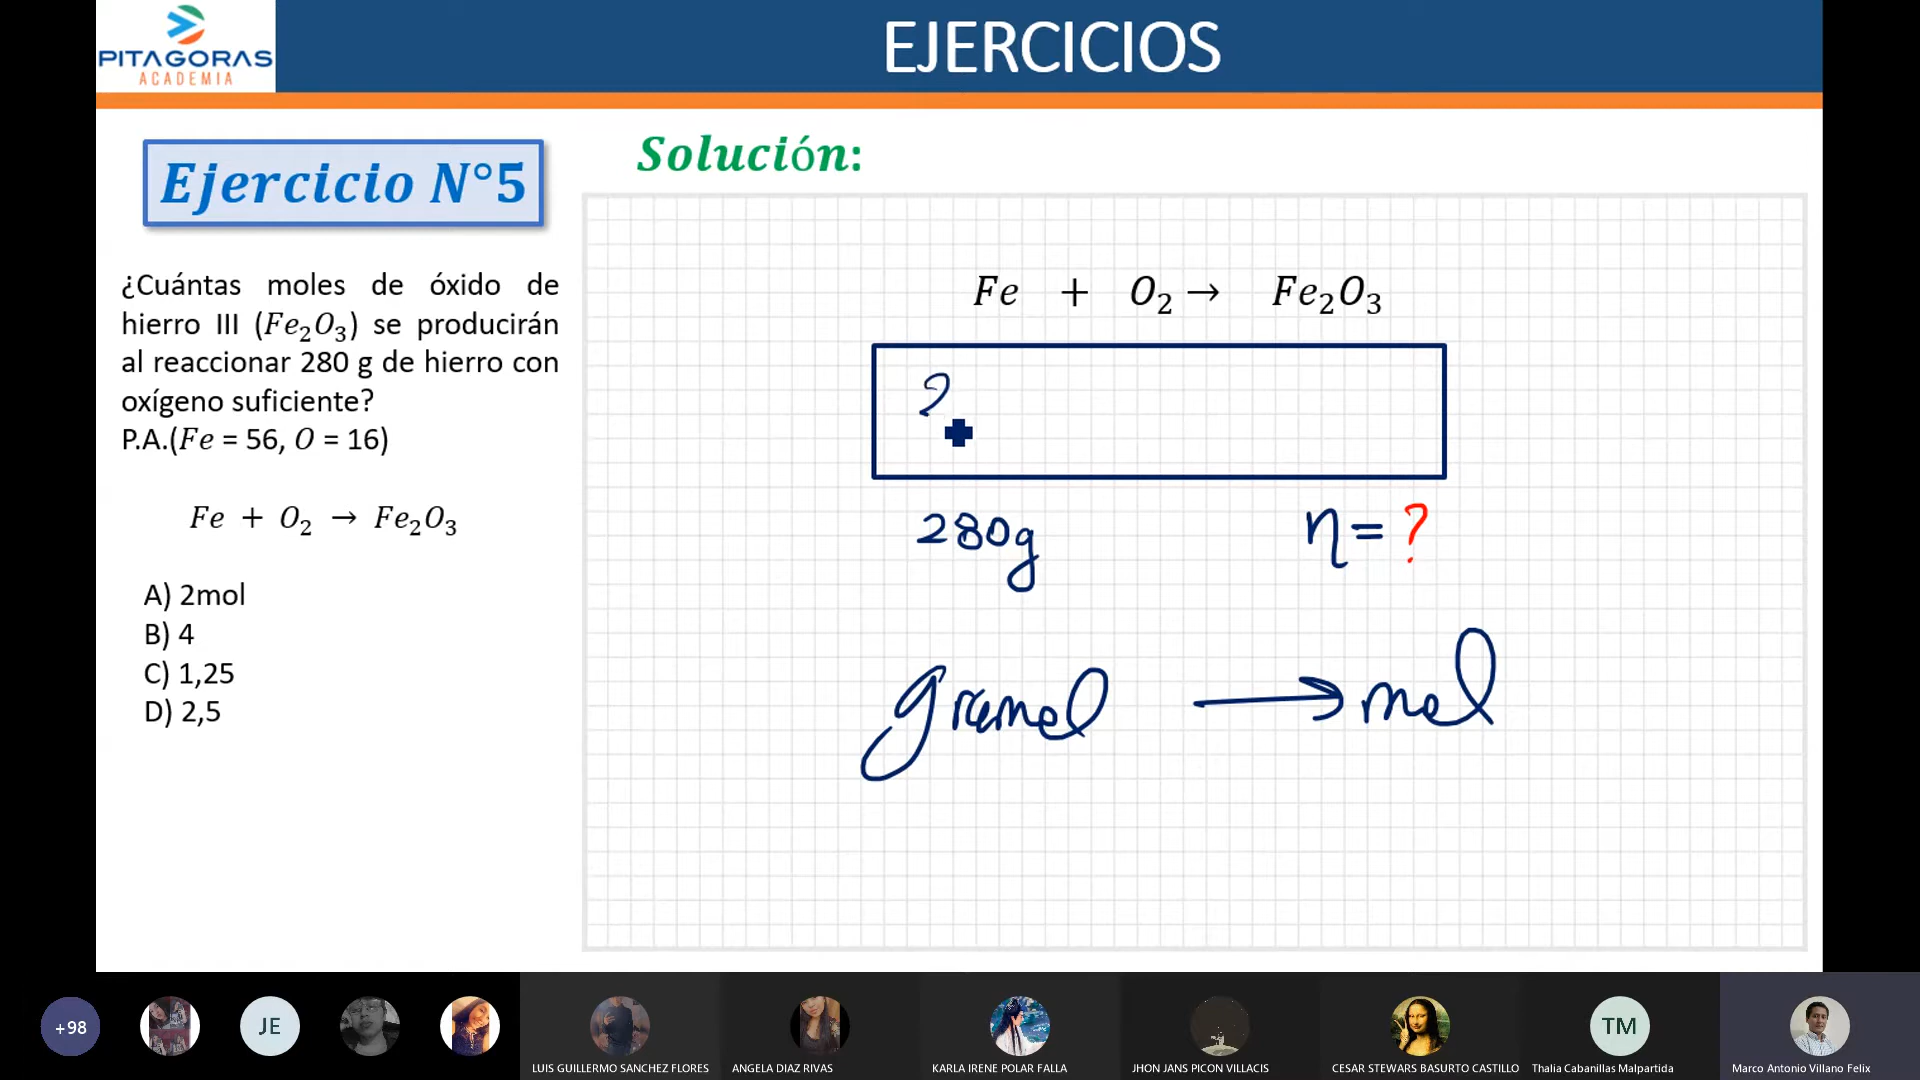 PITAGORAS
ACADEMIA
EJERCICIOS
Ejercicio N°5
Solución:
¿Cuántas moles de óxido de
hierro III (Fe₂O₃) se producirán
al reaccionar 280 g de hierro con
oxígeno suficiente?
P.A.(Fe = 56, O = 16)
Fe + O₂ → Fe₂O₃
A) 2mol
B) 4
C) 1,25
D) 2,5
Fe + O₂ → Fe₂O₃
2
280g η = ?
gramol → mol
+98
JE
TM
LUIS GUILLERMO SANCHEZ FLORES
ANGELA DIAZ RIVAS
KARLA IRENE POLAR FALLA
JHON JANS PICON VILLACIS
CESAR STEWARS BASURTO CASTILLO
Thalia Cabanillas Malpartida
Marco Antonio Villano Felix